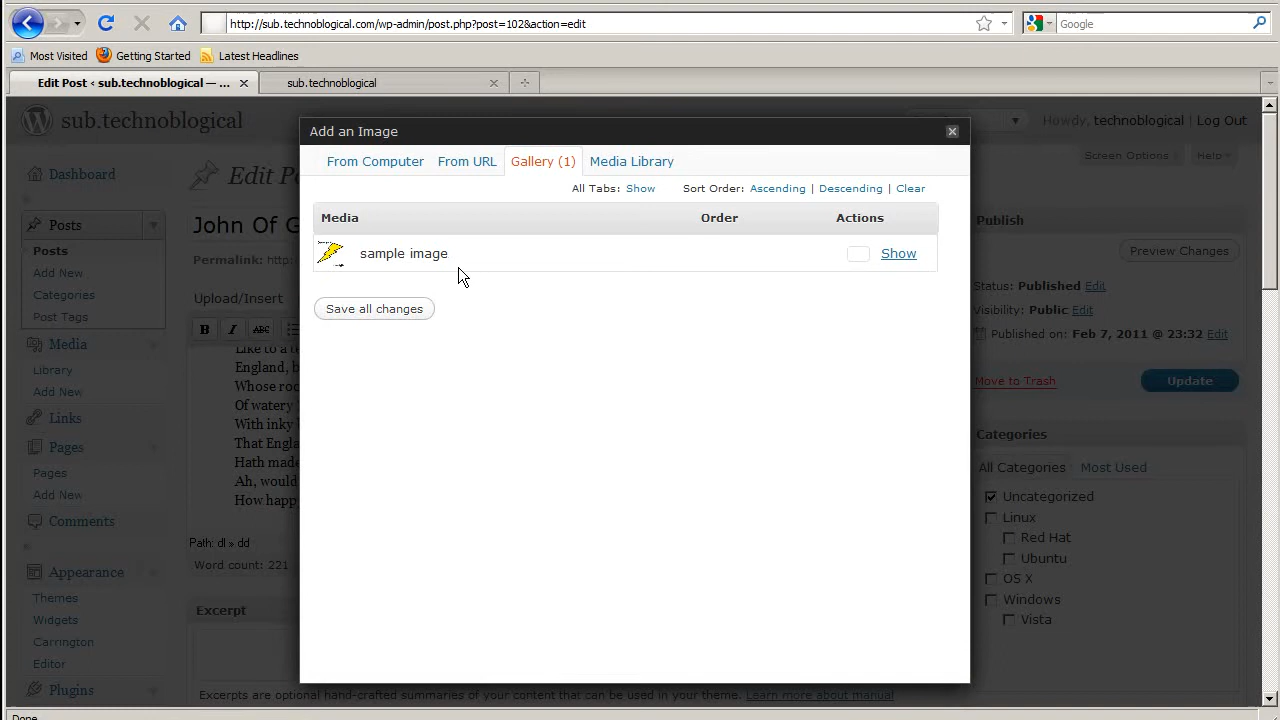 http://sub.technoblogical.com/wp-admin/post.php?post=102&action=edit
Google
Most Visited
Getting Started
Latest Headlines
Edit Post ‹ sub.technoblogical — ...
sub.technoblogical
sub.technoblogical
Howdy, technoblogical | Log Out
Add an Image
From Computer
From URL
Gallery (1)
Media Library
Screen Options
Help
Dashboard
Edit Po
All Tabs: Show
Sort Order: Ascending | Descending | Clear
Posts
John Of G
Media
Order
Actions
Publish
Posts
Permalink: http:
sample image
Show
Preview Changes
Add New
Categories
Upload/Insert
Status: Published Edit
Post Tags
Save all changes
Visibility: Public Edit
B I ABC
Published on: Feb 7, 2011 @ 23:32 Edit
Media
Library
Add New
Like to a
England, b
Whose roc
Of watery
With inky
That Engla
Hath made
Ah, would
How happ
Move to Trash
Update
Links
Categories
Pages
Pages
Add New
All Categories
Most Used
Uncategorized
Linux
Red Hat
Ubuntu
OS X
Windows
Vista
Comments
Path: dl » dd
Word count: 221
Appearance
Themes
Widgets
Carrington
Editor
Excerpt
Plugins
Excerpts are optional hand-crafted summaries of your content that can be used in your theme. Learn more about manual
Done